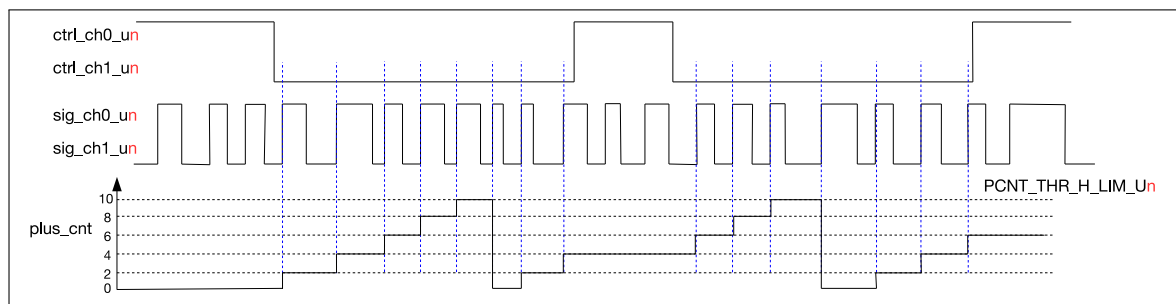 ctrl_ch0_un
ctrl_ch1_un
sig_ch0_un
sig_ch1_un
PCNT_THR_H_LIM_Un
plus_cnt
10
8
6
4
2
0